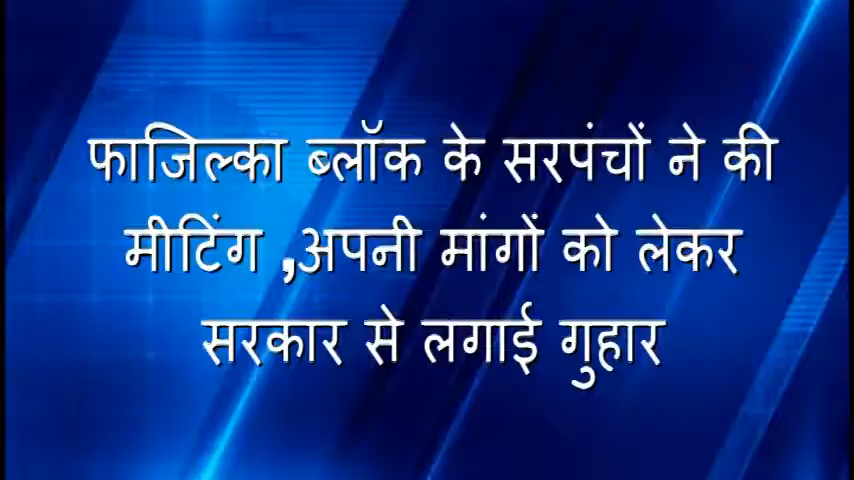 फाजिल्का ब्लॉक के सरपंचों ने की
मीटिंग ,अपनी मांगों को लेकर
सरकार से लगाई गुहार